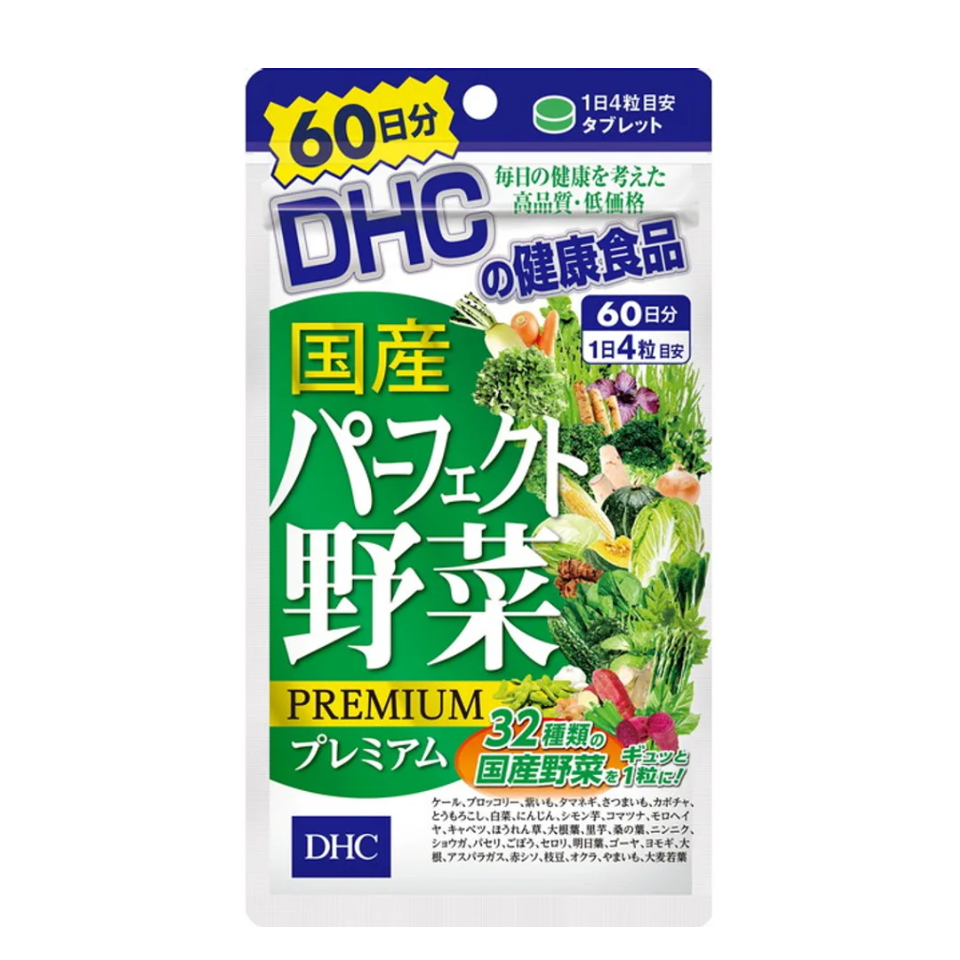 60日分
1日4粒目安
タブレット
毎日の健康を考えた
高品質・低価格
DHC
の健康食品
60日分
1日4粒目安
国産
パーフェクト
野菜
PREMIUM
プレミアム
32種類の
国産野菜を
ギュッと
1粒に!
ケール、ブロッコリー、紫いも、タマネギ、さつまいも、カボチャ、
とうもろこし、白菜、にんじん、シモン芋、コマツナ、モロヘイ
ヤ、キャベツ、ほうれん草、大根葉、里芋、桑の葉、ニンニク、
ショウガ、パセリ、ごぼう、セロリ、明日葉、ゴーヤ、ヨモギ、大
根、アスパラガス、赤シソ、枝豆、オクラ、やまいも、大麦若葉
DHC